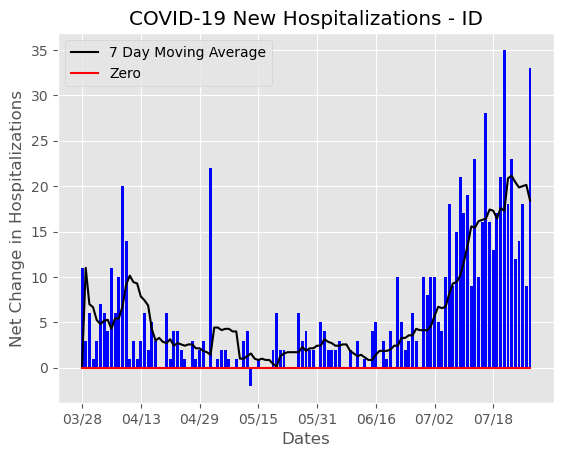 COVID-19 New Hospitalizations - ID
7 Day Moving Average
Zero
Net Change in Hospitalizations
35
30
25
20
15
10
5
0
03/28 04/13 04/29 05/15 05/31 06/16 07/02 07/18
Dates